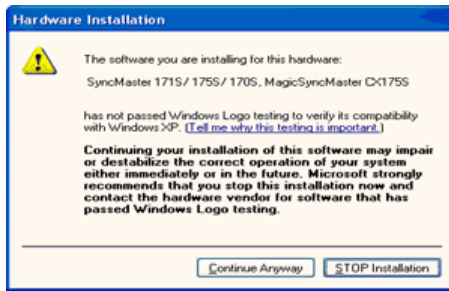 Hardware Installation
The software you are installing for this hardware:
SyncMaster 171S/ 175S/ 170S, MagicSyncMaster CX175S
has not passed Windows Logo testing to verify its compatibility
with Windows XP. (Tell me why this testing is important.)
Continuing your installation of this software may impair
or destabilize the correct operation of your system
either immediately or in the future. Microsoft strongly
recommends that you stop this installation now and
contact the hardware vendor for software that has
passed Windows Logo testing.
Continue Anyway STOP Installation